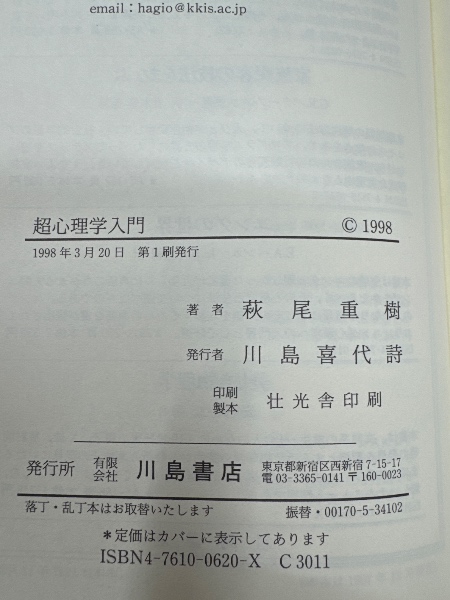 email：hagio@kkis.ac.jp
超心理学入門 © 1998
1998年3月20日 第1刷発行
著者 萩尾重樹
発行者 川島喜代詩
印刷 製本 壮光舎印刷
発行所 有限会社 川島書店 東京都新宿区西新宿7-15-17
電03-3365-0141 〒160-0023
落丁・乱丁本はお取替いたします 振替・00170-5-34102
＊定価はカバーに表示してあります
ISBN4-7610-0620-X C3011